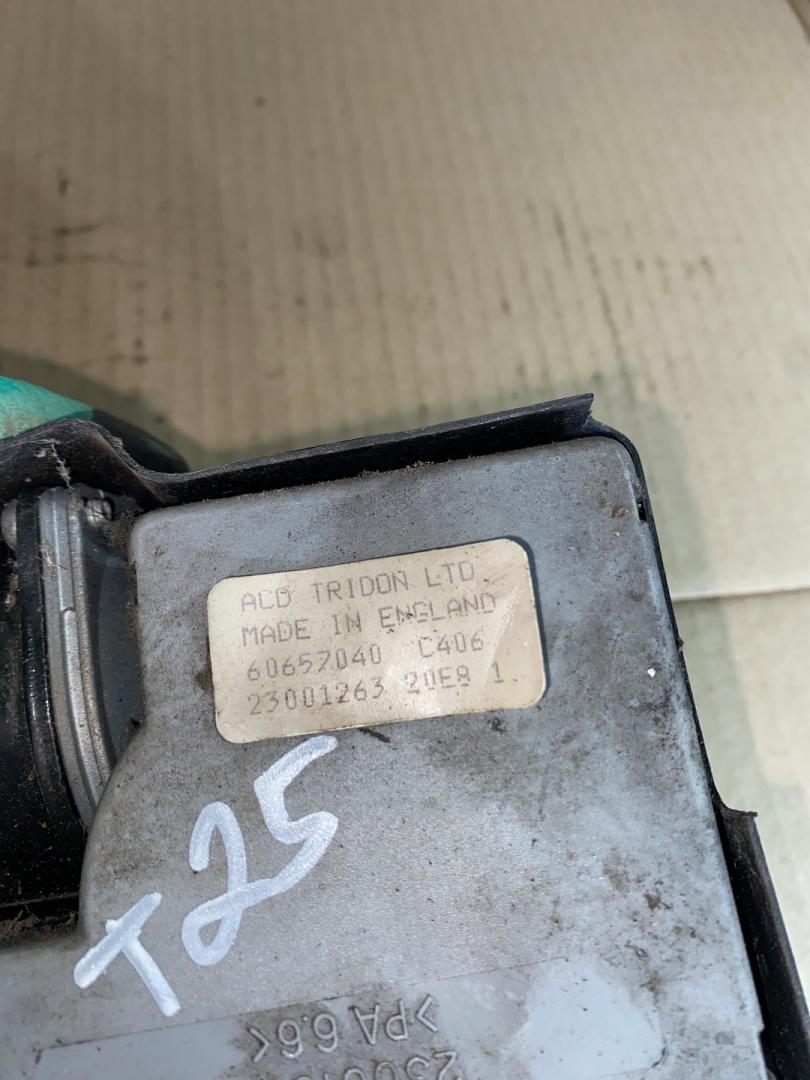 ACD TRIDON LTD
MADE IN ENGLAND
60657040 C406
23001263 20E8 1
T25
>PA 6.6<